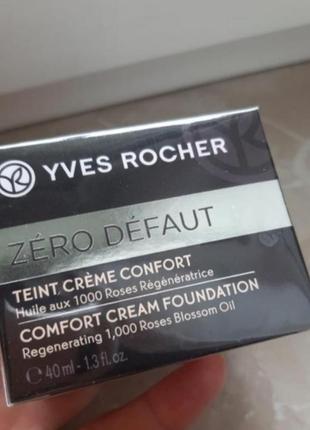 YVES ROCHER
ZÉRO DÉFAUT
TEINT CRÈME CONFORT
Huile aux 1000 Roses Régénératrice
COMFORT CREAM FOUNDATION
Regenerating 1,000 Roses Blossom Oil
℮ 40 ml - 1.3 fl. oz.